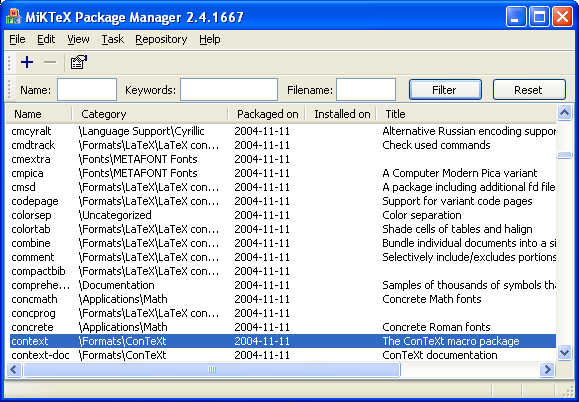 MiKTeX Package Manager 2.4.1667
File Edit View Task Repository Help
Name: Keywords: Filename: Filter Reset
Name Category Packaged on Installed on Title
cmcyralt \Language Support\Cyrillic 2004-11-11 Alternative Russian encoding suppor
cmdtrack \Formats\LaTeX\LaTeX con... 2004-11-11 Check used commands
cmextra \Fonts\METAFONT Fonts 2004-11-11
cmpica \Fonts\METAFONT Fonts 2004-11-11 A Computer Modern Pica variant
cmsd \Formats\LaTeX\LaTeX con... 2004-11-11 A package including additional fd file
codepage \Formats\LaTeX\LaTeX con... 2004-11-11 Support for variant code pages
colorsep \Uncategorized 2004-11-11 Color separation
colortab \Formats\LaTeX\LaTeX con... 2004-11-11 Shade cells of tables and halign
combine \Formats\LaTeX\LaTeX con... 2004-11-11 Bundle individual documents into a si
comment \Formats\LaTeX\LaTeX con... 2004-11-11 Selectively include/excludes portions
compactbib \Formats\LaTeX\LaTeX con... 2004-11-11
comprehe... \Documentation 2004-11-11 Samples of thousands of symbols tha
concmath \Applications\Math 2004-11-11 Concrete Math fonts
concprog \Formats\LaTeX\LaTeX con... 2004-11-11
concrete \Applications\Math 2004-11-11 Concrete Roman fonts
context \Formats\ConTeXt 2004-11-11 The ConTeXt macro package
context-doc \Formats\ConTeXt 2004-11-11 ConTeXt documentation